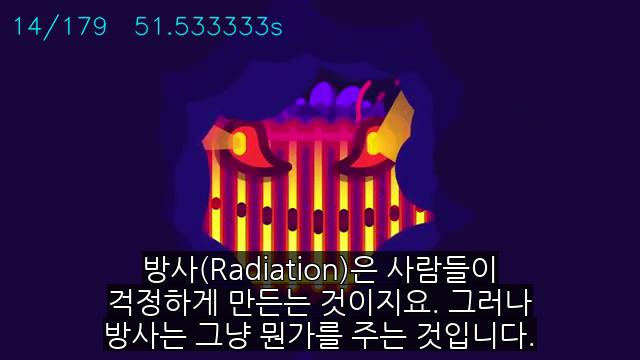 14/179 51.533333s
방사(Radiation)은 사람들이
걱정하게 만든는 것이지요. 그러나
방사는 그냥 뭔가를 주는 것입니다.